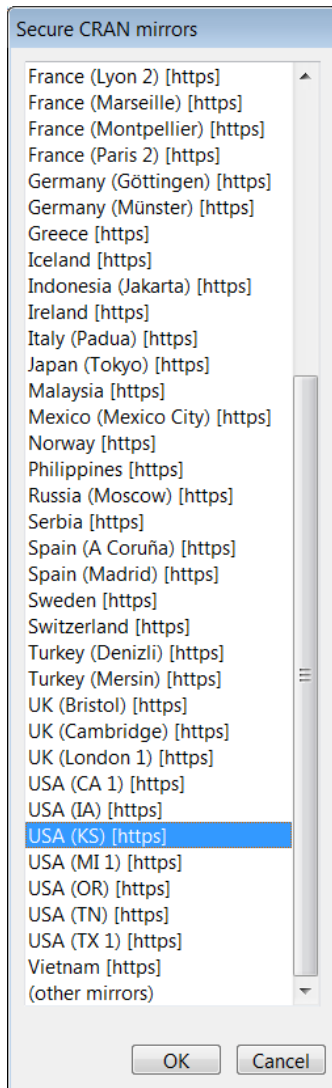 Secure CRAN mirrors
France (Lyon 2) [https]
France (Marseille) [https]
France (Montpellier) [https]
France (Paris 2) [https]
Germany (Göttingen) [https]
Germany (Münster) [https]
Greece [https]
Iceland [https]
Indonesia (Jakarta) [https]
Ireland [https]
Italy (Padua) [https]
Japan (Tokyo) [https]
Malaysia [https]
Mexico (Mexico City) [https]
Norway [https]
Philippines [https]
Russia (Moscow) [https]
Serbia [https]
Spain (A Coruña) [https]
Spain (Madrid) [https]
Sweden [https]
Switzerland [https]
Turkey (Denizli) [https]
Turkey (Mersin) [https]
UK (Bristol) [https]
UK (Cambridge) [https]
UK (London 1) [https]
USA (CA 1) [https]
USA (IA) [https]
USA (KS) [https]
USA (MI 1) [https]
USA (OR) [https]
USA (TN) [https]
USA (TX 1) [https]
Vietnam [https]
(other mirrors)
OK Cancel